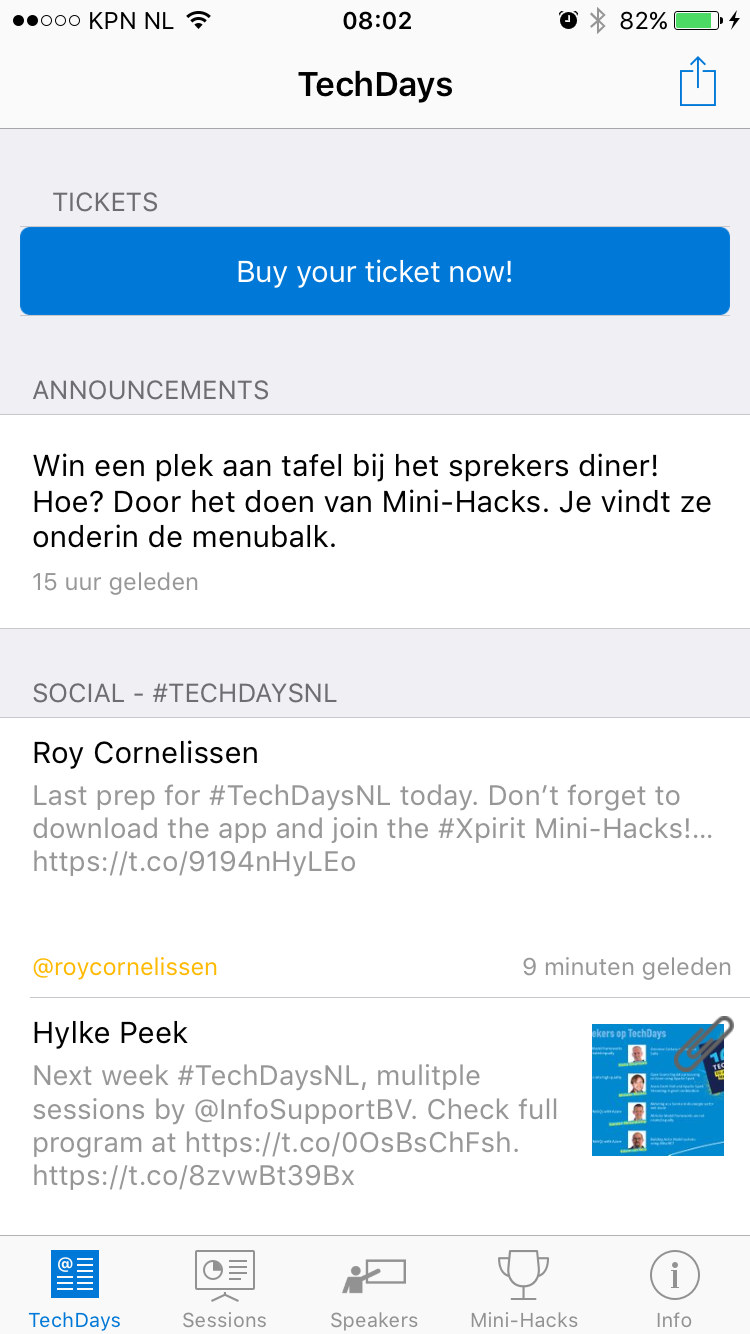 KPN NL 08:02 82%
TechDays
TICKETS
Buy your ticket now!
ANNOUNCEMENTS
Win een plek aan tafel bij het sprekers diner!
Hoe? Door het doen van Mini-Hacks. Je vindt ze
onderin de menubalk.
15 uur geleden
SOCIAL - #TECHDAYSNL
Roy Cornelissen
Last prep for #TechDaysNL today. Don’t forget to
download the app and join the #Xpirit Mini-Hacks!...
https://t.co/9194nHyLEo
@roycornelissen 9 minuten geleden
Hylke Peek
Next week #TechDaysNL, mulitple
sessions by @InfoSupportBV. Check full
program at https://t.co/0OsBsChFsh.
https://t.co/8zvwBt39Bx
ekers op TechDays
TechDays Sessions Speakers Mini-Hacks Info